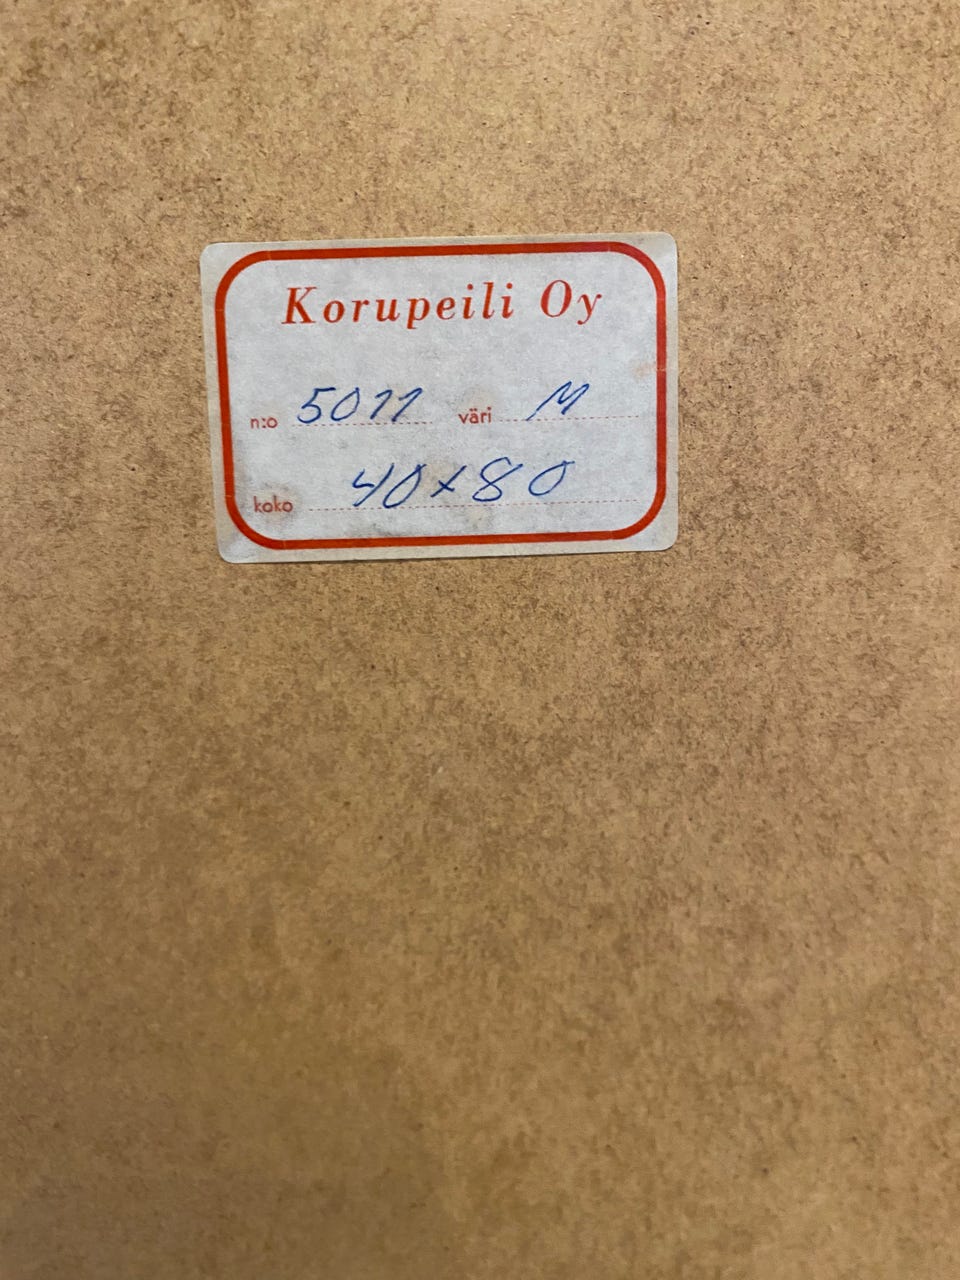 Korupeili Oy
n:o 5011 väri M
koko 40x80